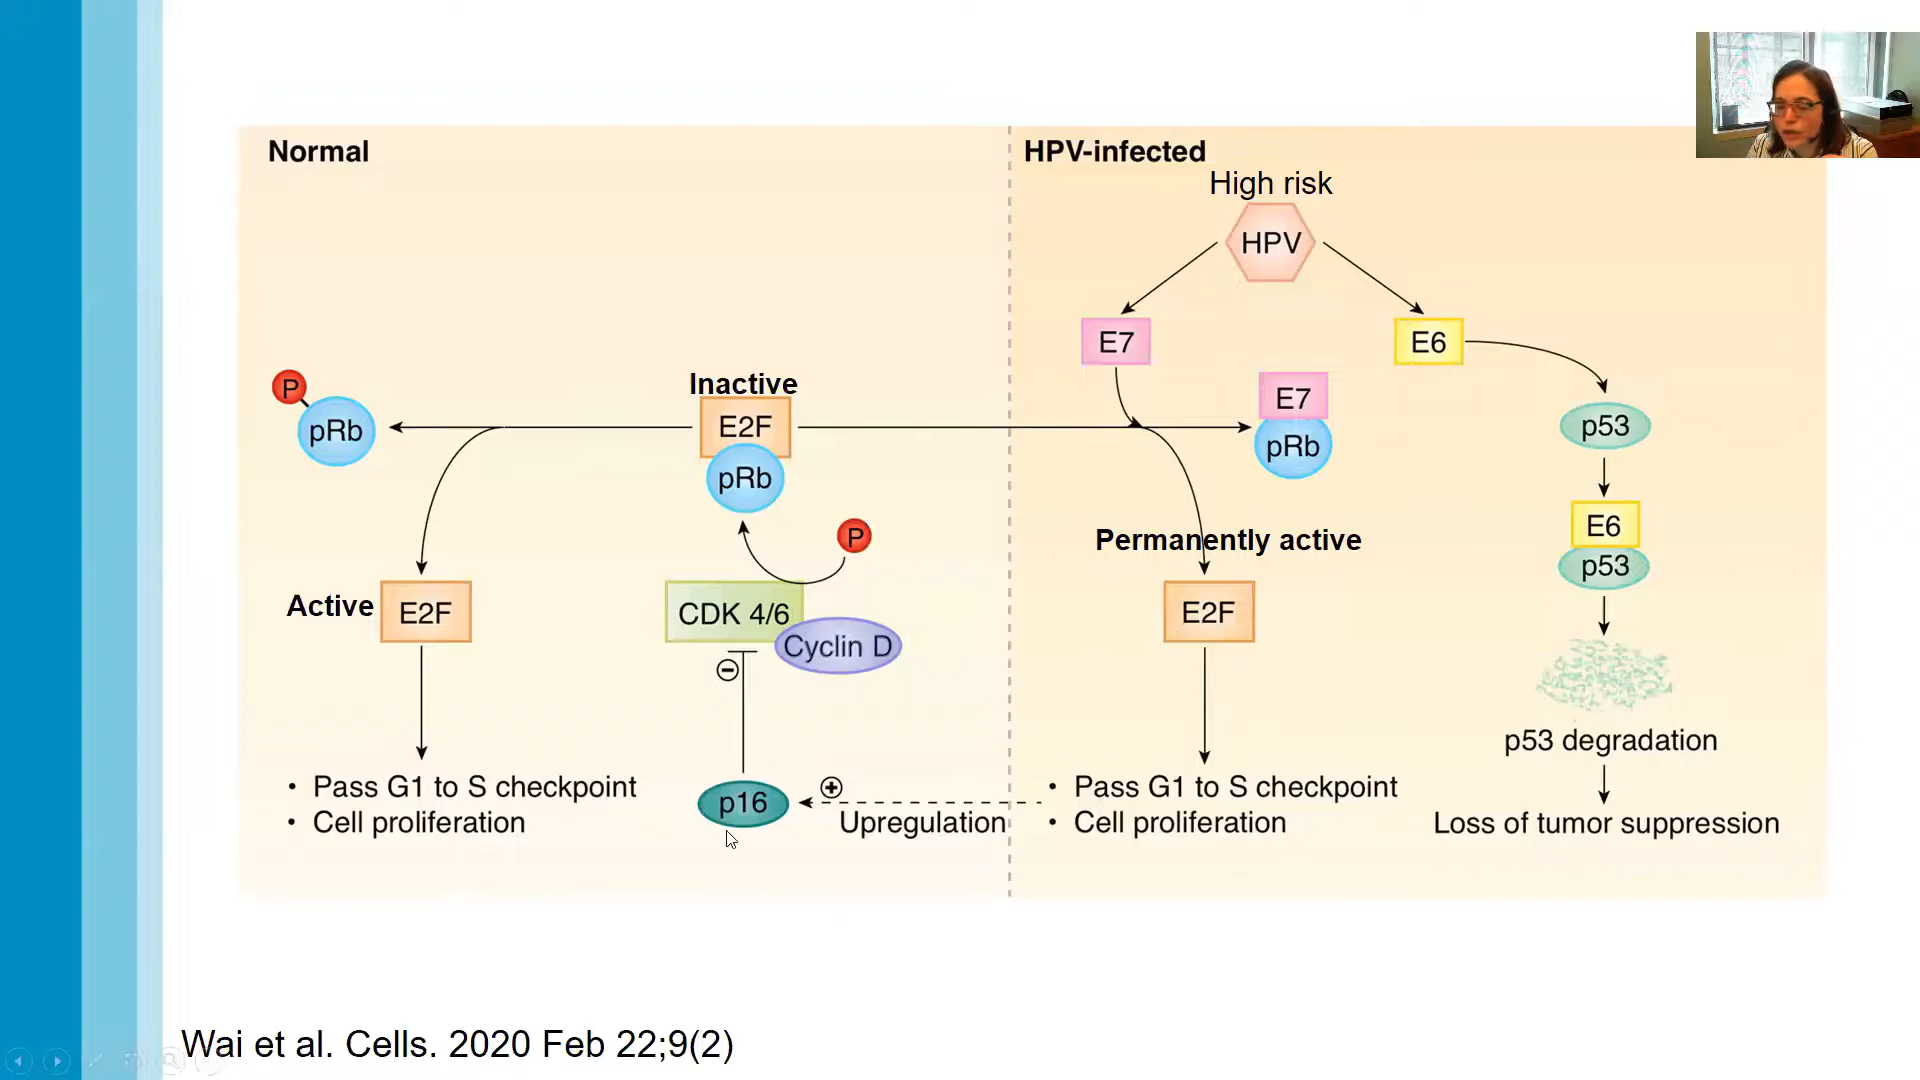 Normal
HPV-infected
High risk
HPV
E7
E6
P
pRb
Inactive
E2F
pRb
E7
pRb
p53
P
Permanently active
E6
p53
Active
E2F
CDK 4/6
Cyclin D
E2F
p53 degradation
• Pass G1 to S checkpoint
• Cell proliferation
p16
Upregulation
• Pass G1 to S checkpoint
• Cell proliferation
Loss of tumor suppression
Wai et al. Cells. 2020 Feb 22;9(2)